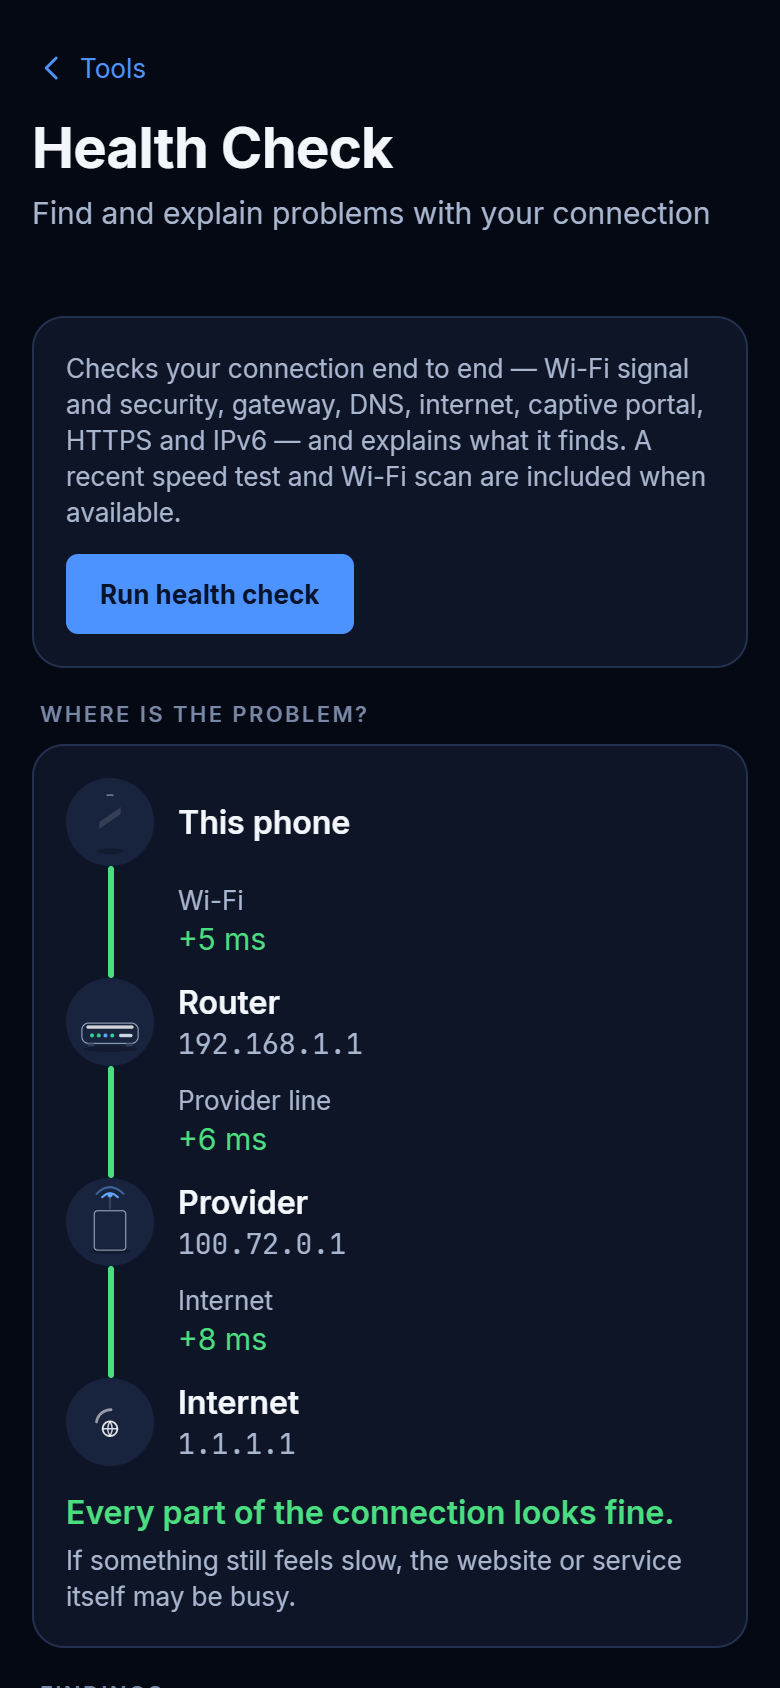 Tools
Health Check
Find and explain problems with your connection
Checks your connection end to end — Wi-Fi signal
and security, gateway, DNS, internet, captive portal,
HTTPS and IPv6 — and explains what it finds. A
recent speed test and Wi-Fi scan are included when
available.
Run health check
WHERE IS THE PROBLEM?
This phone
Wi-Fi
+5 ms
Router
192.168.1.1
Provider line
+6 ms
Provider
100.72.0.1
Internet
+8 ms
Internet
1.1.1.1
Every part of the connection looks fine.
If something still feels slow, the website or service
itself may be busy.